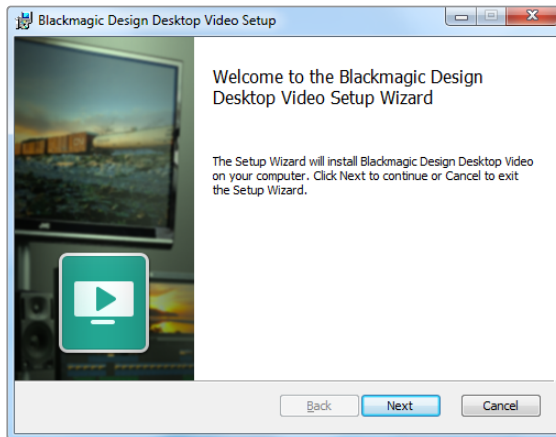 Blackmagic Design Desktop Video Setup
Welcome to the Blackmagic Design
Desktop Video Setup Wizard
The Setup Wizard will install Blackmagic Design Desktop Video
on your computer. Click Next to continue or Cancel to exit
the Setup Wizard.
Back Next Cancel